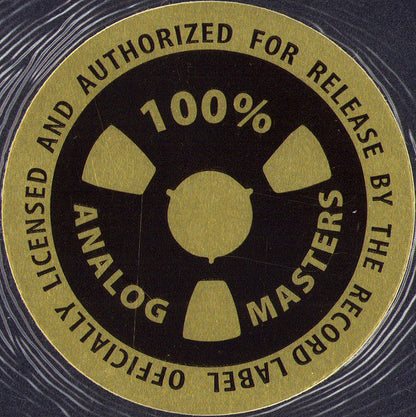 OFFICIALLY LICENSED AND AUTHORIZED FOR RELEASE BY THE RECORD LABEL
100%
ANALOG
MASTERS